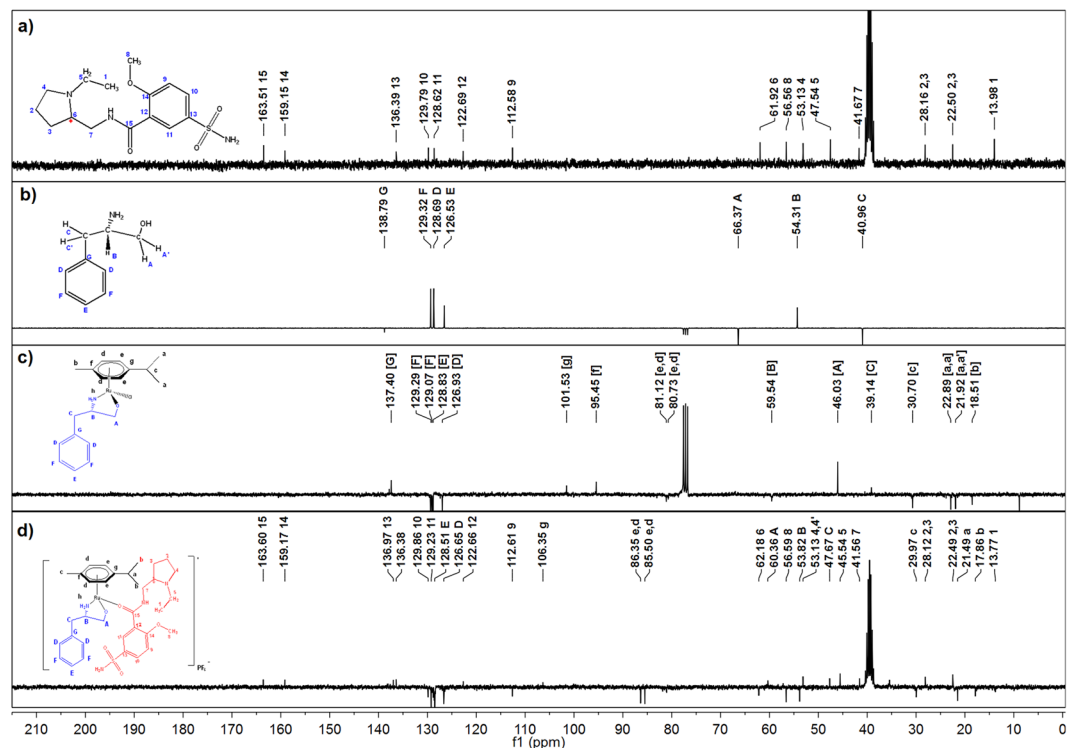 a)
163.51 15
159.15 14
136.39 13
129.79 10
128.62 11
122.69 12
112.58 9
61.92 6
56.56 8
53.13 4
47.54 5
41.67 7
28.16 2,3
22.50 2,3
13.98 1
b)
138.79 G
129.32 F
128.69 D
126.53 E
66.37 A
54.31 B
40.96 C
c)
137.40 [G]
129.29 [F]
129.07 [F]
128.83 [E]
126.93 [D]
101.53 [g]
95.45 [f]
81.12 [e,d]
80.73 [e,d]
59.54 [B]
46.03 [A]
39.14 [C]
30.70 [c]
22.89 [a,a]
21.92 [a,a']
18.51 [b]
d)
163.60 15
159.17 14
136.97 13
136.38
129.86 10
129.23 11
128.51 E
126.65 D
122.66 12
112.61 9
106.35 g
86.35 e,d
85.50 e,d
62.18 6
60.36 A
56.59 8
53.82 B
53.13 4,4'
47.67 C
45.54 5
41.56 7
29.97 c
28.12 2,3
22.49 2,3
21.49 a
17.86 b
13.77 1
210 200 190 180 170 160 150 140 130 120 110 100 90 80 70 60 50 40 30 20 10 0
f1 (ppm)